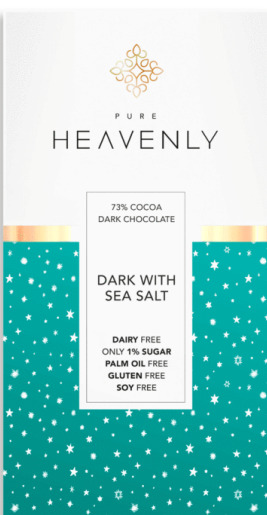 PURE
HEAVENLY
73% COCOA
DARK CHOCOLATE
DARK WITH
SEA SALT
DAIRY FREE
ONLY 1% SUGAR
PALM OIL FREE
GLUTEN FREE
SOY FREE